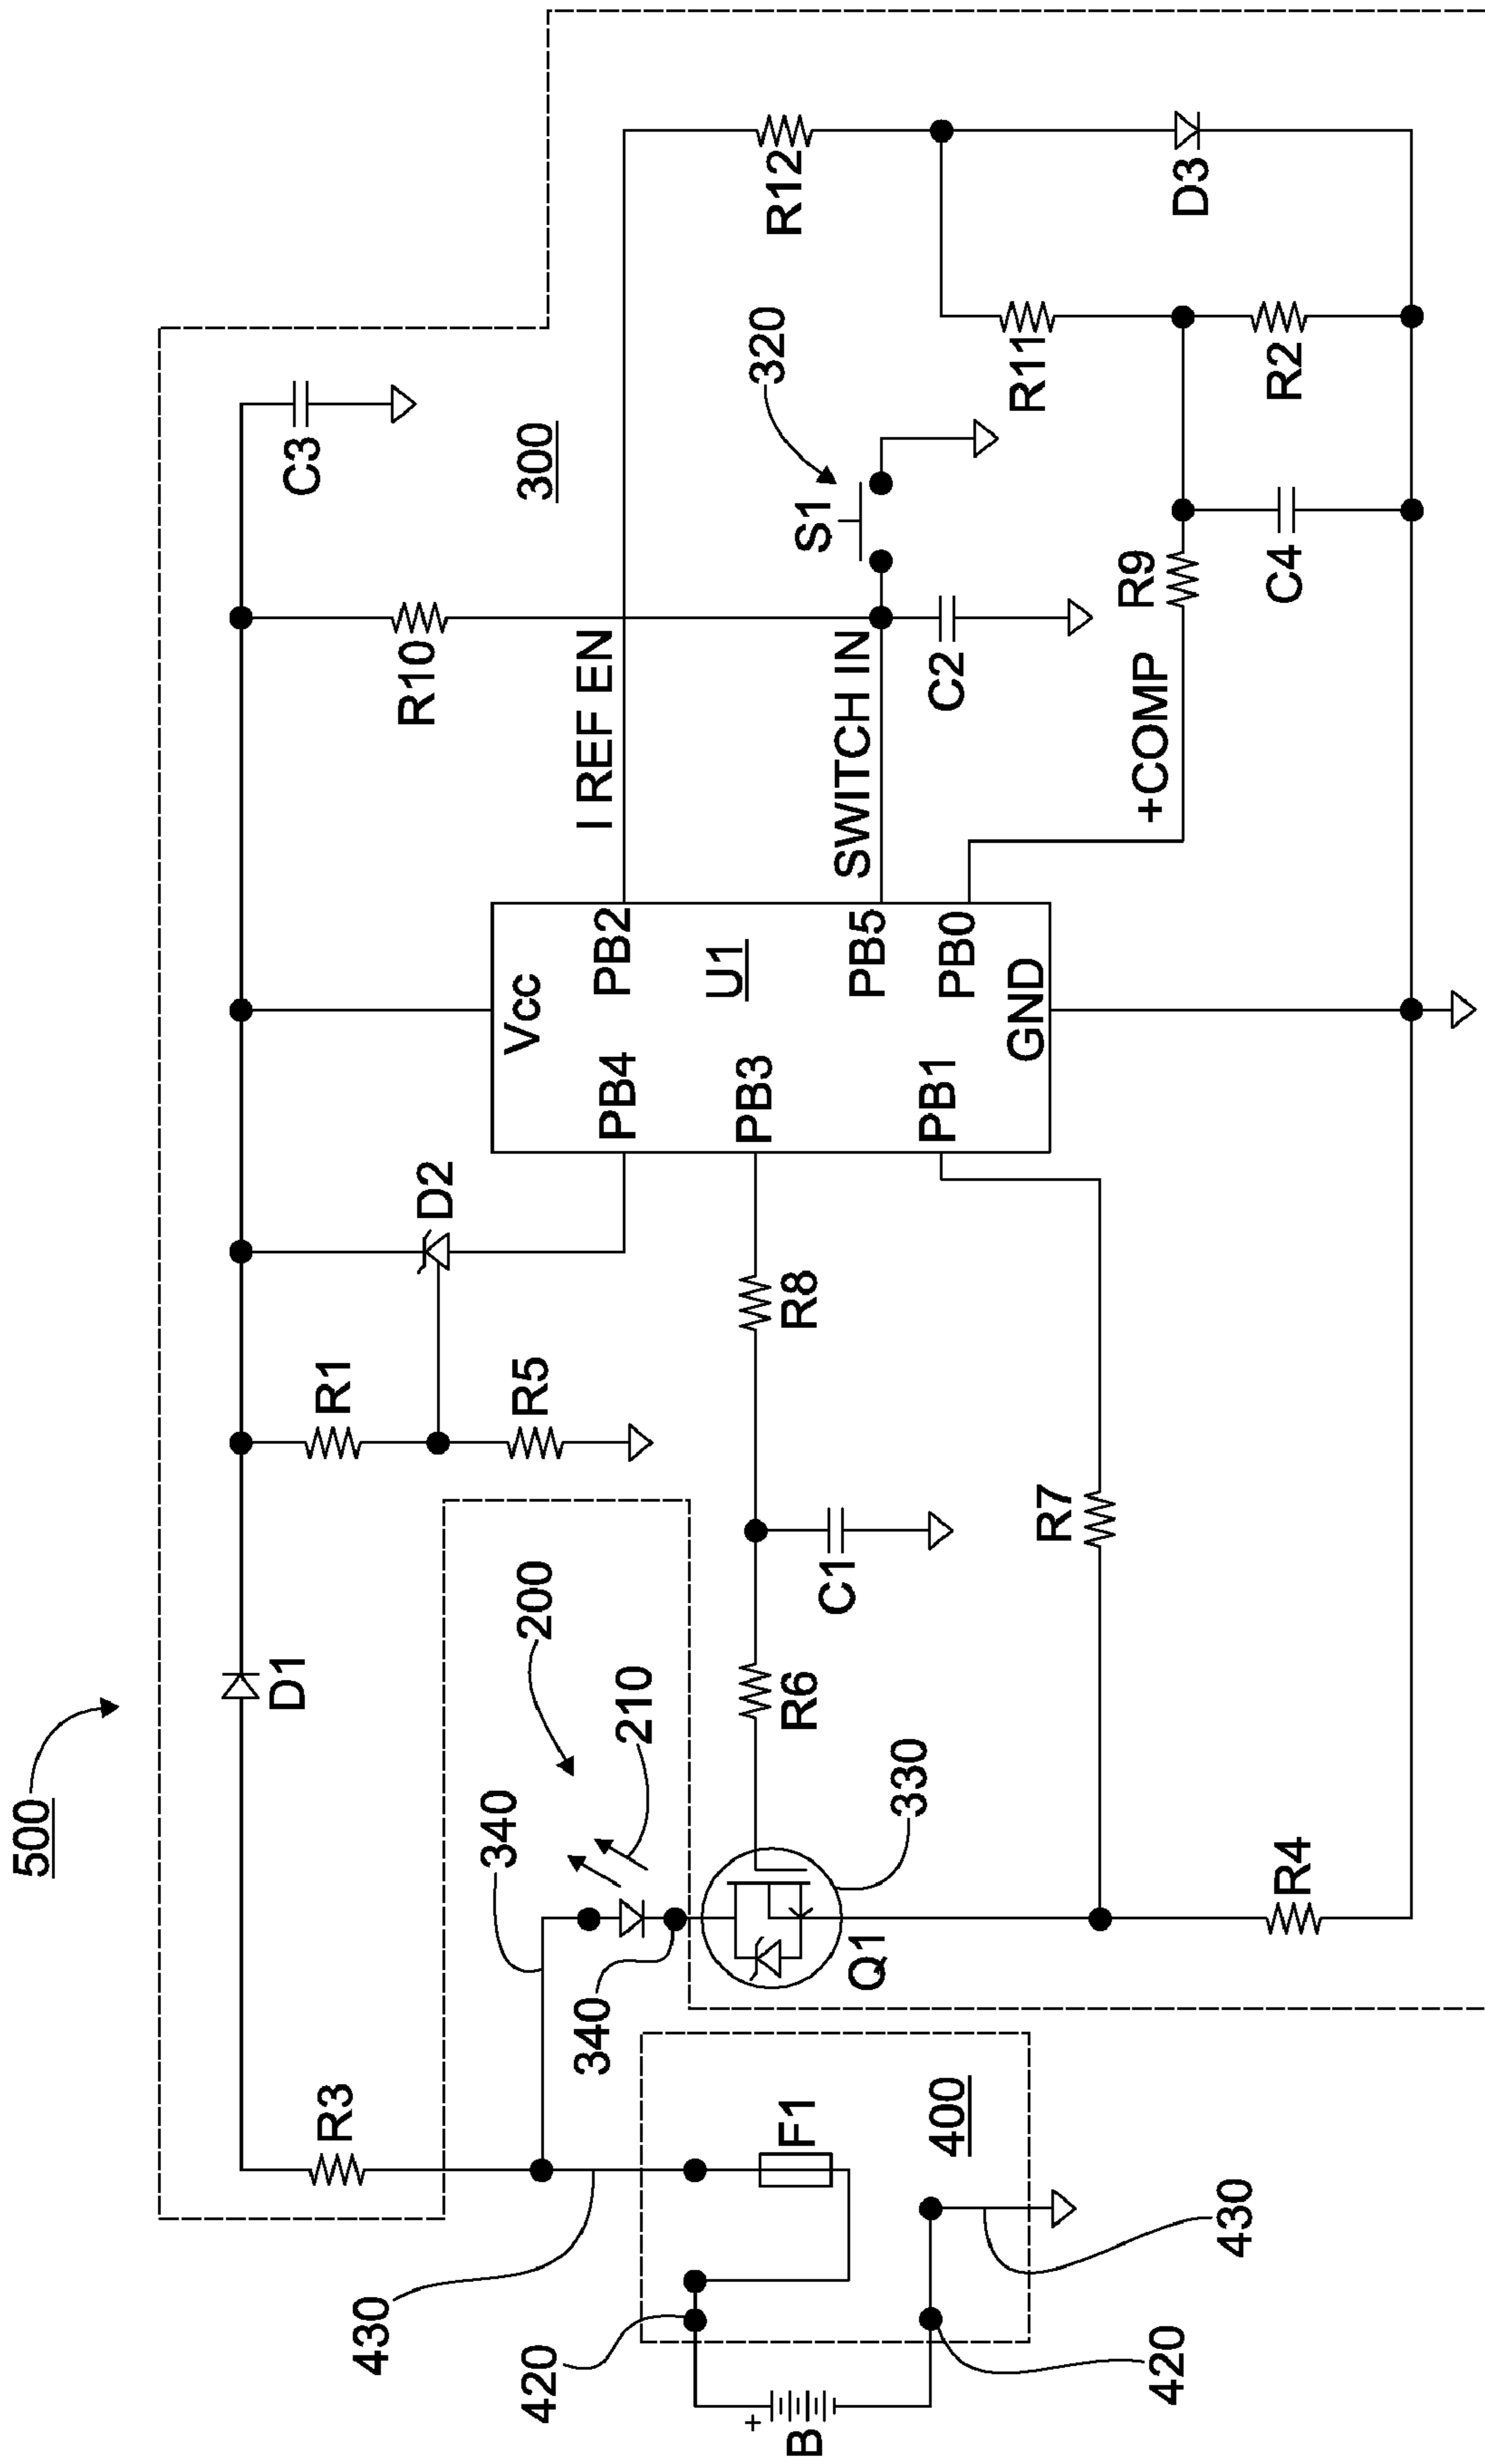 500
D1
D2
R3
R1
R5
R10
C3
300
340
200
210
340
PB4
Vcc
PB2
PB3
U1
PB5
PB1
PB0
GND
I REF EN
SWITCH IN
+COMP
R12
320
S1
R11
D3
R2
C2
R9
C4
R8
R6
C1
R7
330
Q1
R4
430
F1
400
420
430
420
+
B